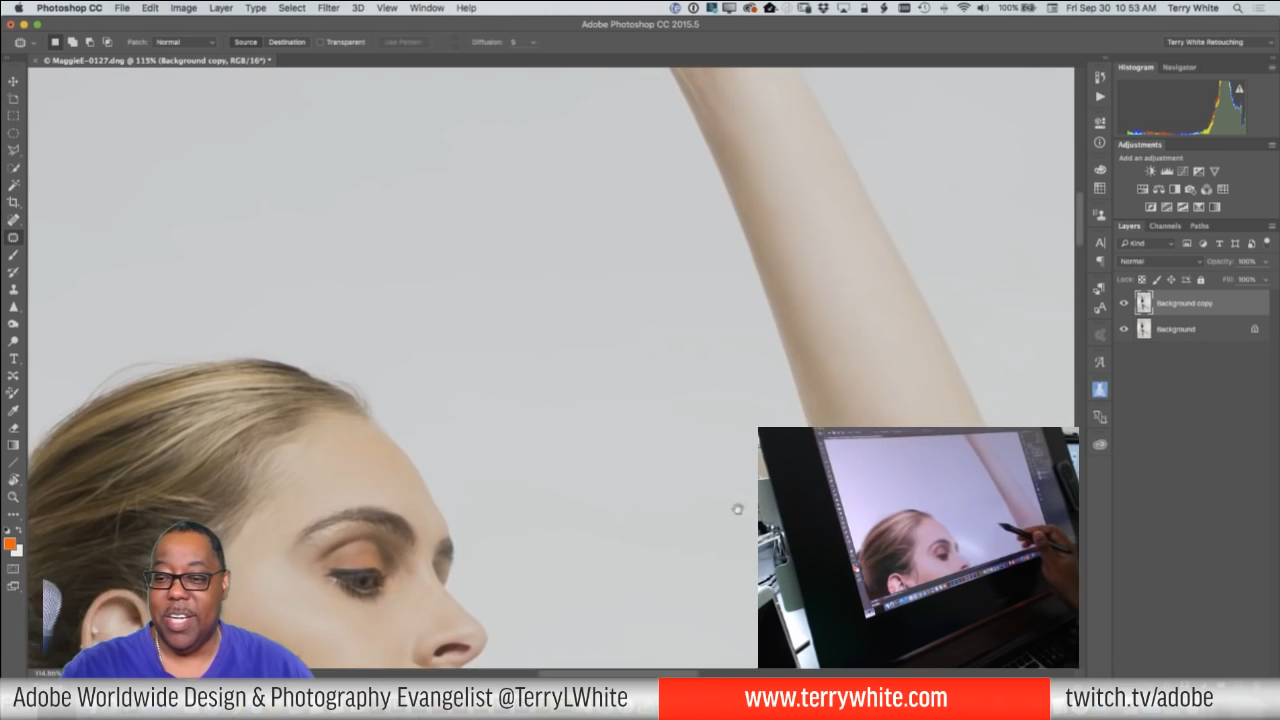 Photoshop CC File Edit Image Layer Type Select Filter 3D View Window Help 100% Fri Sep 30 10:53 AM Terry White
Adobe Photoshop CC 2015.5
Patch: Normal Source Destination Transparent Use Pattern Diffusion: 5 Terry White Retouching
× © MaggieE-0127.dng @ 115% (Background copy, RGB/16*) *
Histogram Navigator
Adjustments
Add an adjustment
Layers Channels Paths
Kind
Normal Opacity: 100%
Lock: Fill: 100%
Background copy
Background
Adobe Worldwide Design & Photography Evangelist @TerryLWhite www.terrywhite.com twitch.tv/adobe